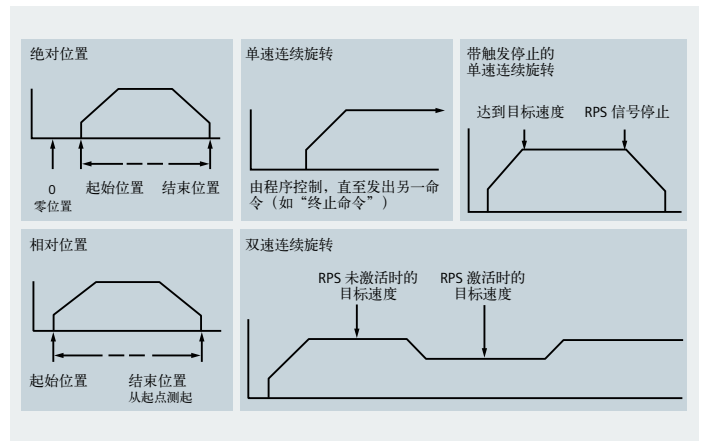 绝对位置
0
零位置
起始位置
结束位置
单速连续旋转
由程序控制，直至发出另一命
令（如“终止命令”）
带触发停止的
单速连续旋转
达到目标速度
RPS 信号停止
相对位置
起始位置
结束位置
从起点测起
双速连续旋转
RPS 未激活时的
目标速度
RPS 激活时的
目标速度